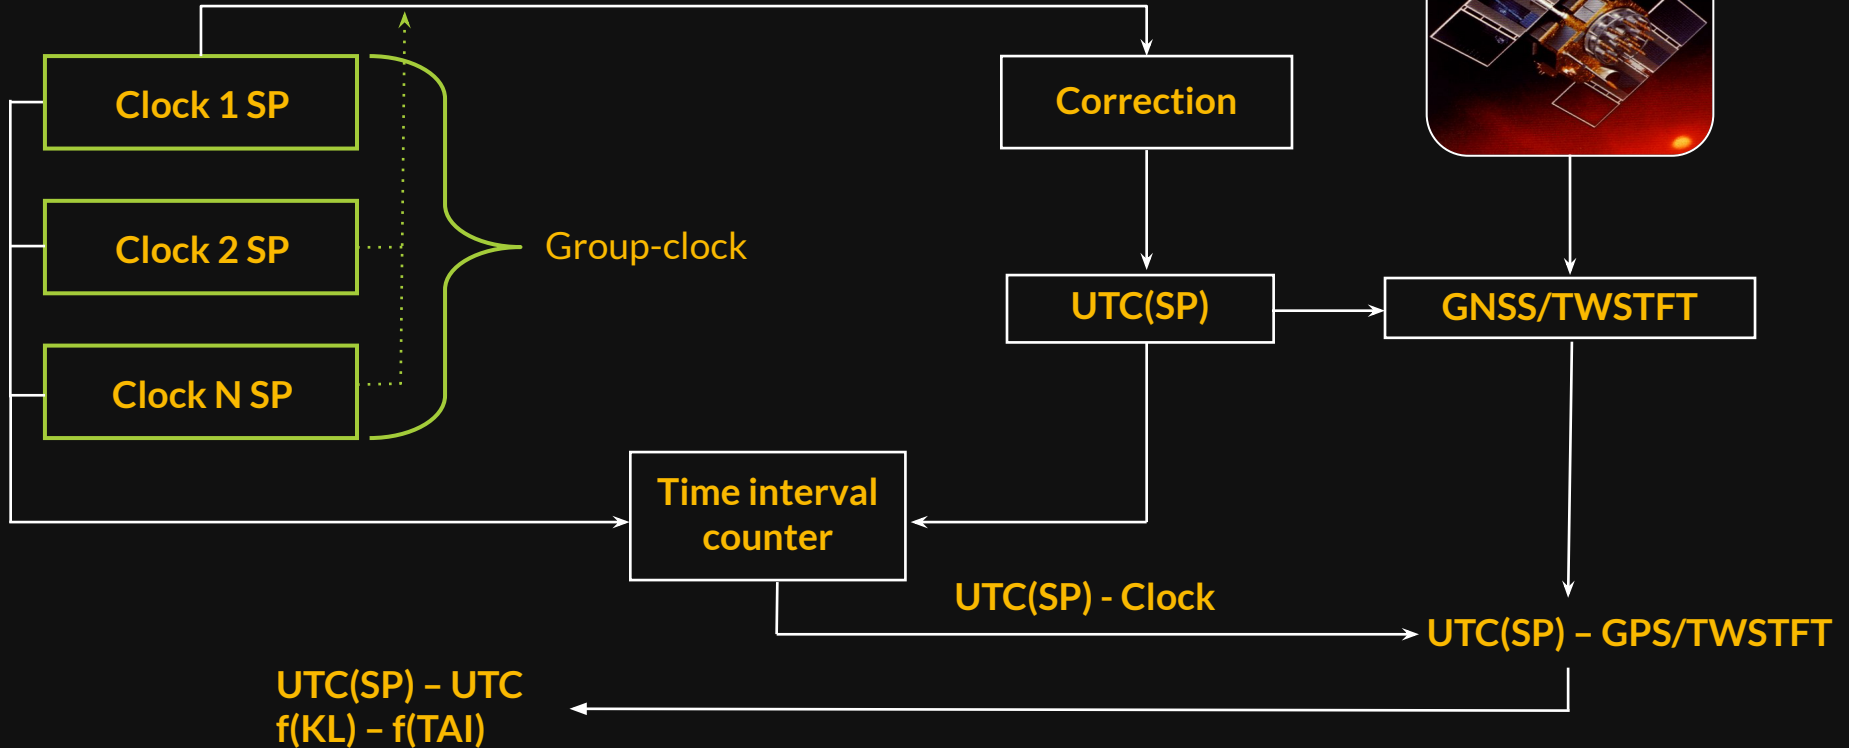 Clock 1 SP
Correction
Clock 2 SP
Group-clock
UTC(SP)
GNSS/TWSTFT
Clock N SP
Time interval
counter
UTC(SP) - Clock
UTC(SP) – GPS/TWSTFT
UTC(SP) – UTC
f(KL) – f(TAI)